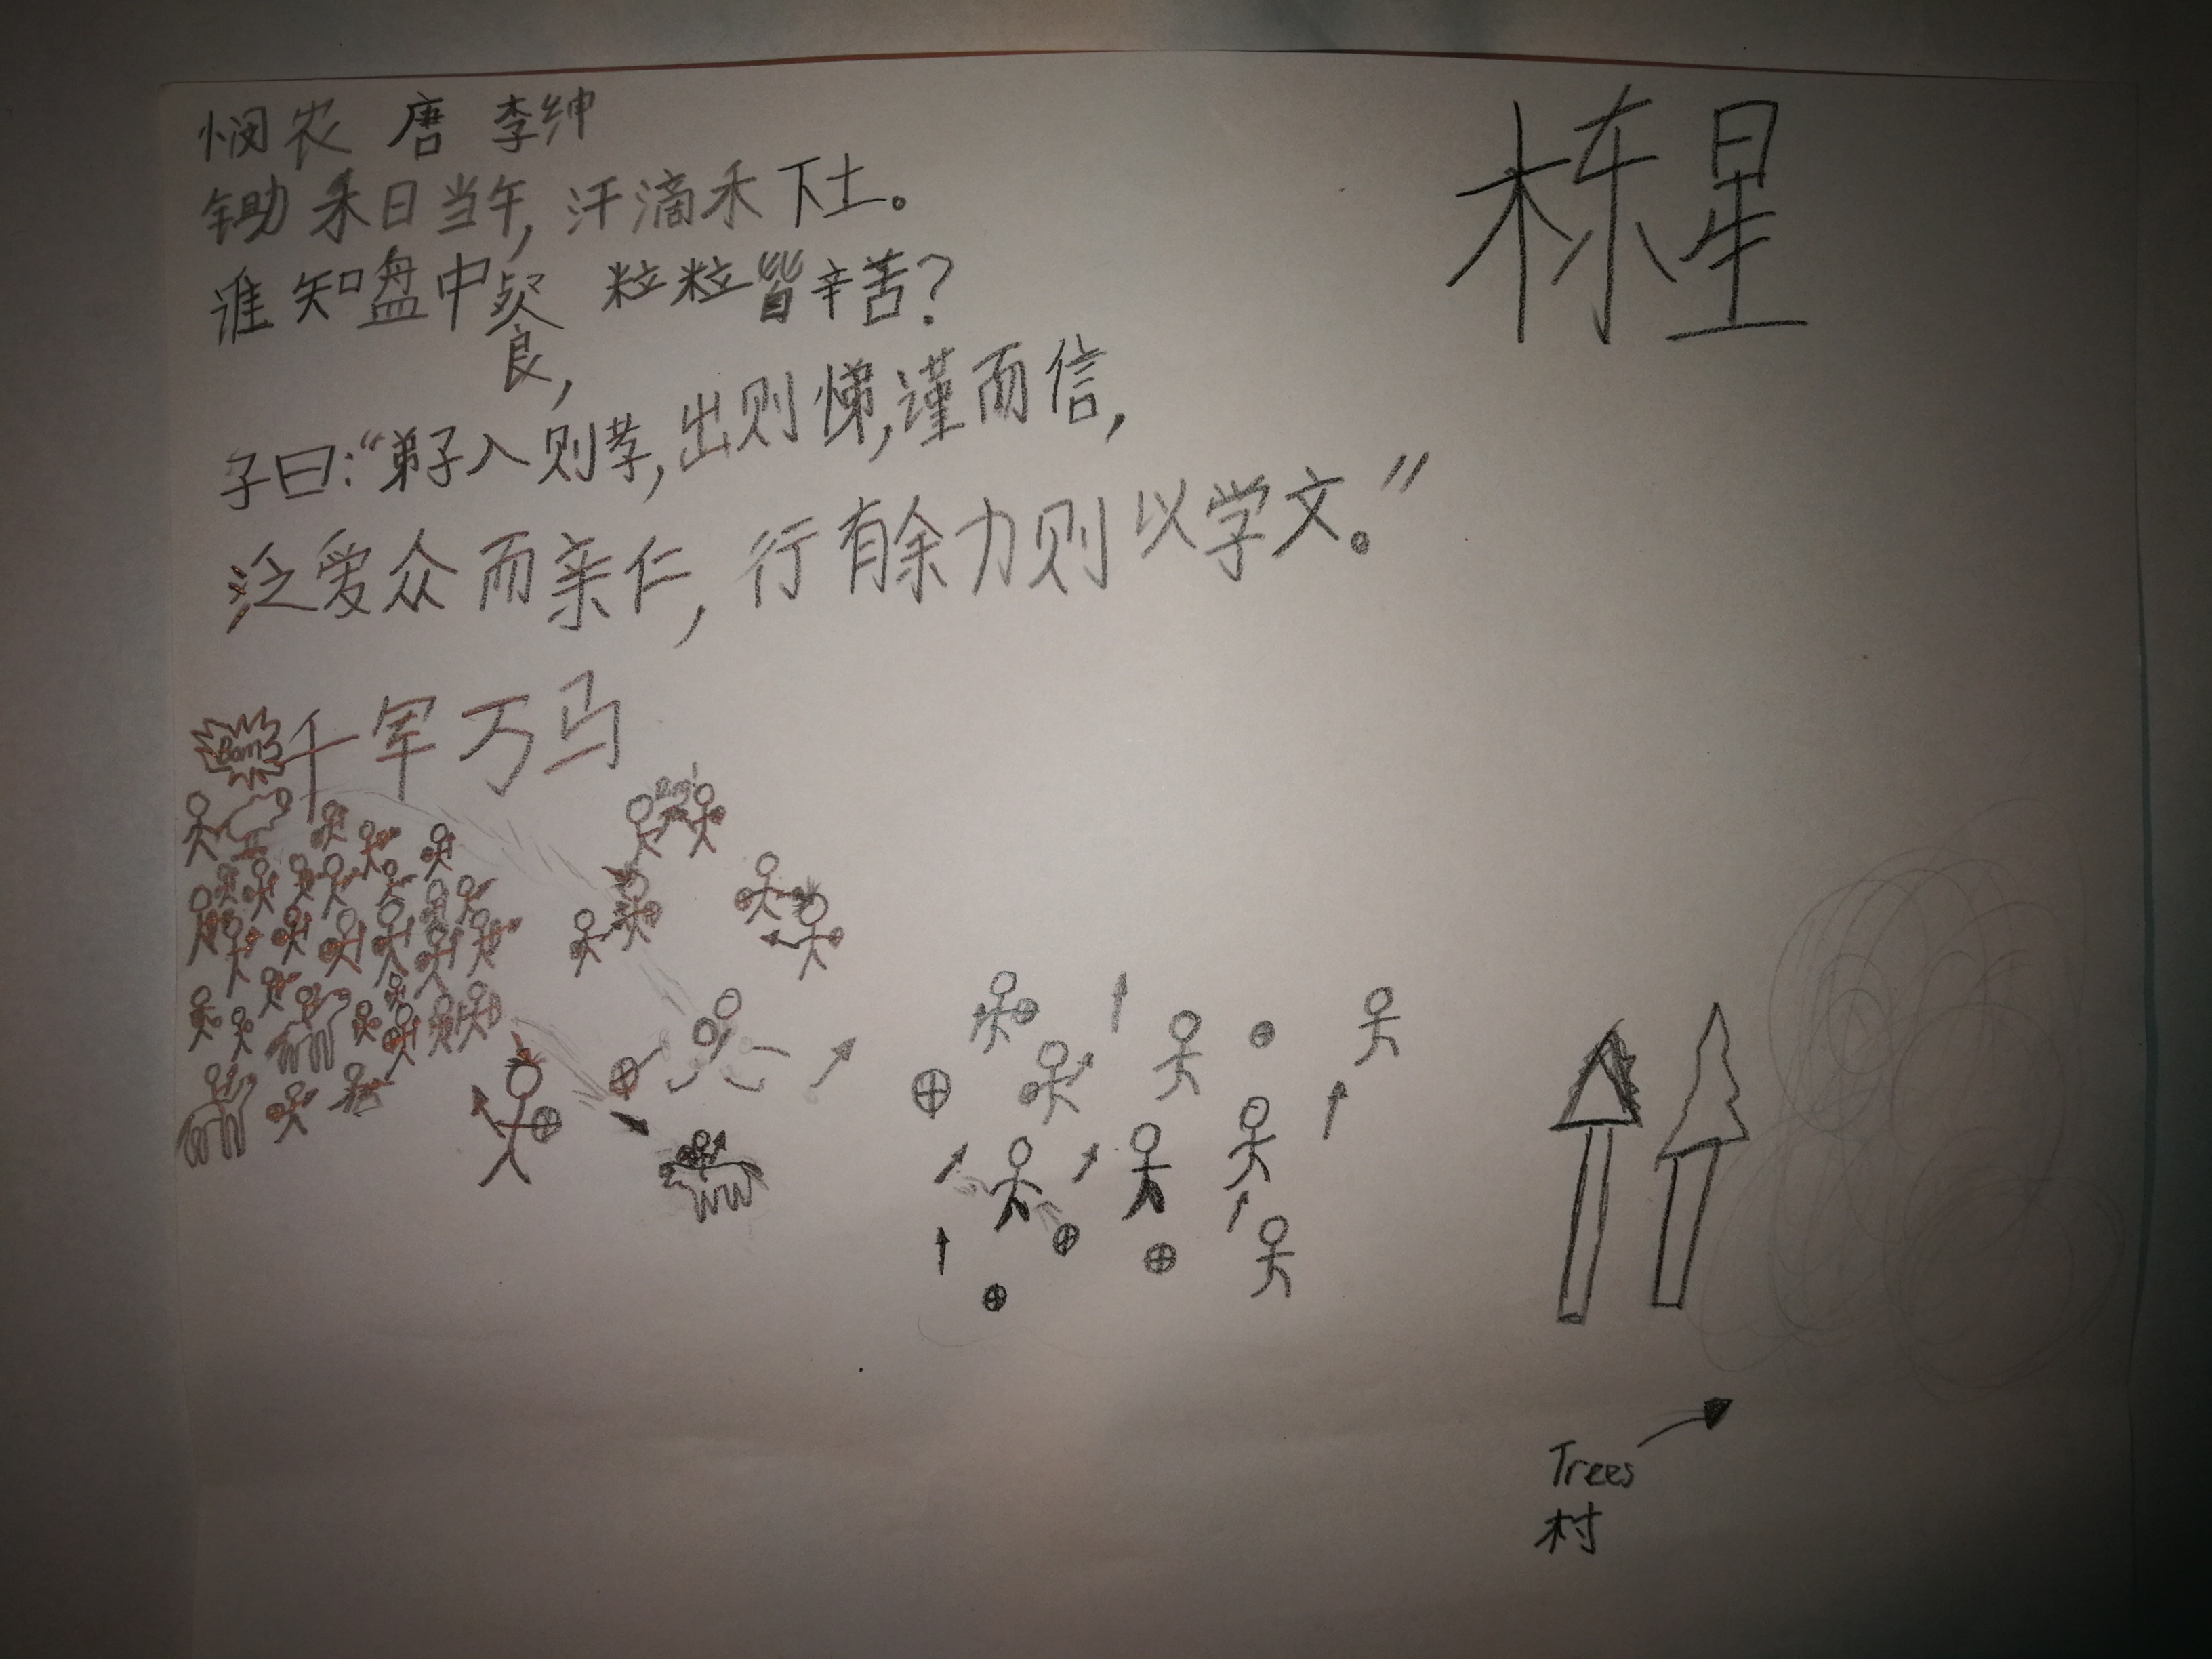 悯农 唐 李绅
锄禾日当午，汗滴禾下土。
谁知盘中餐，粒粒皆辛苦？
子曰：“弟子入则孝，出则悌，谨而信，
泛爱众而亲仁，行有余力则以学文。”
栋星
Bam
千军万马
Trees
村